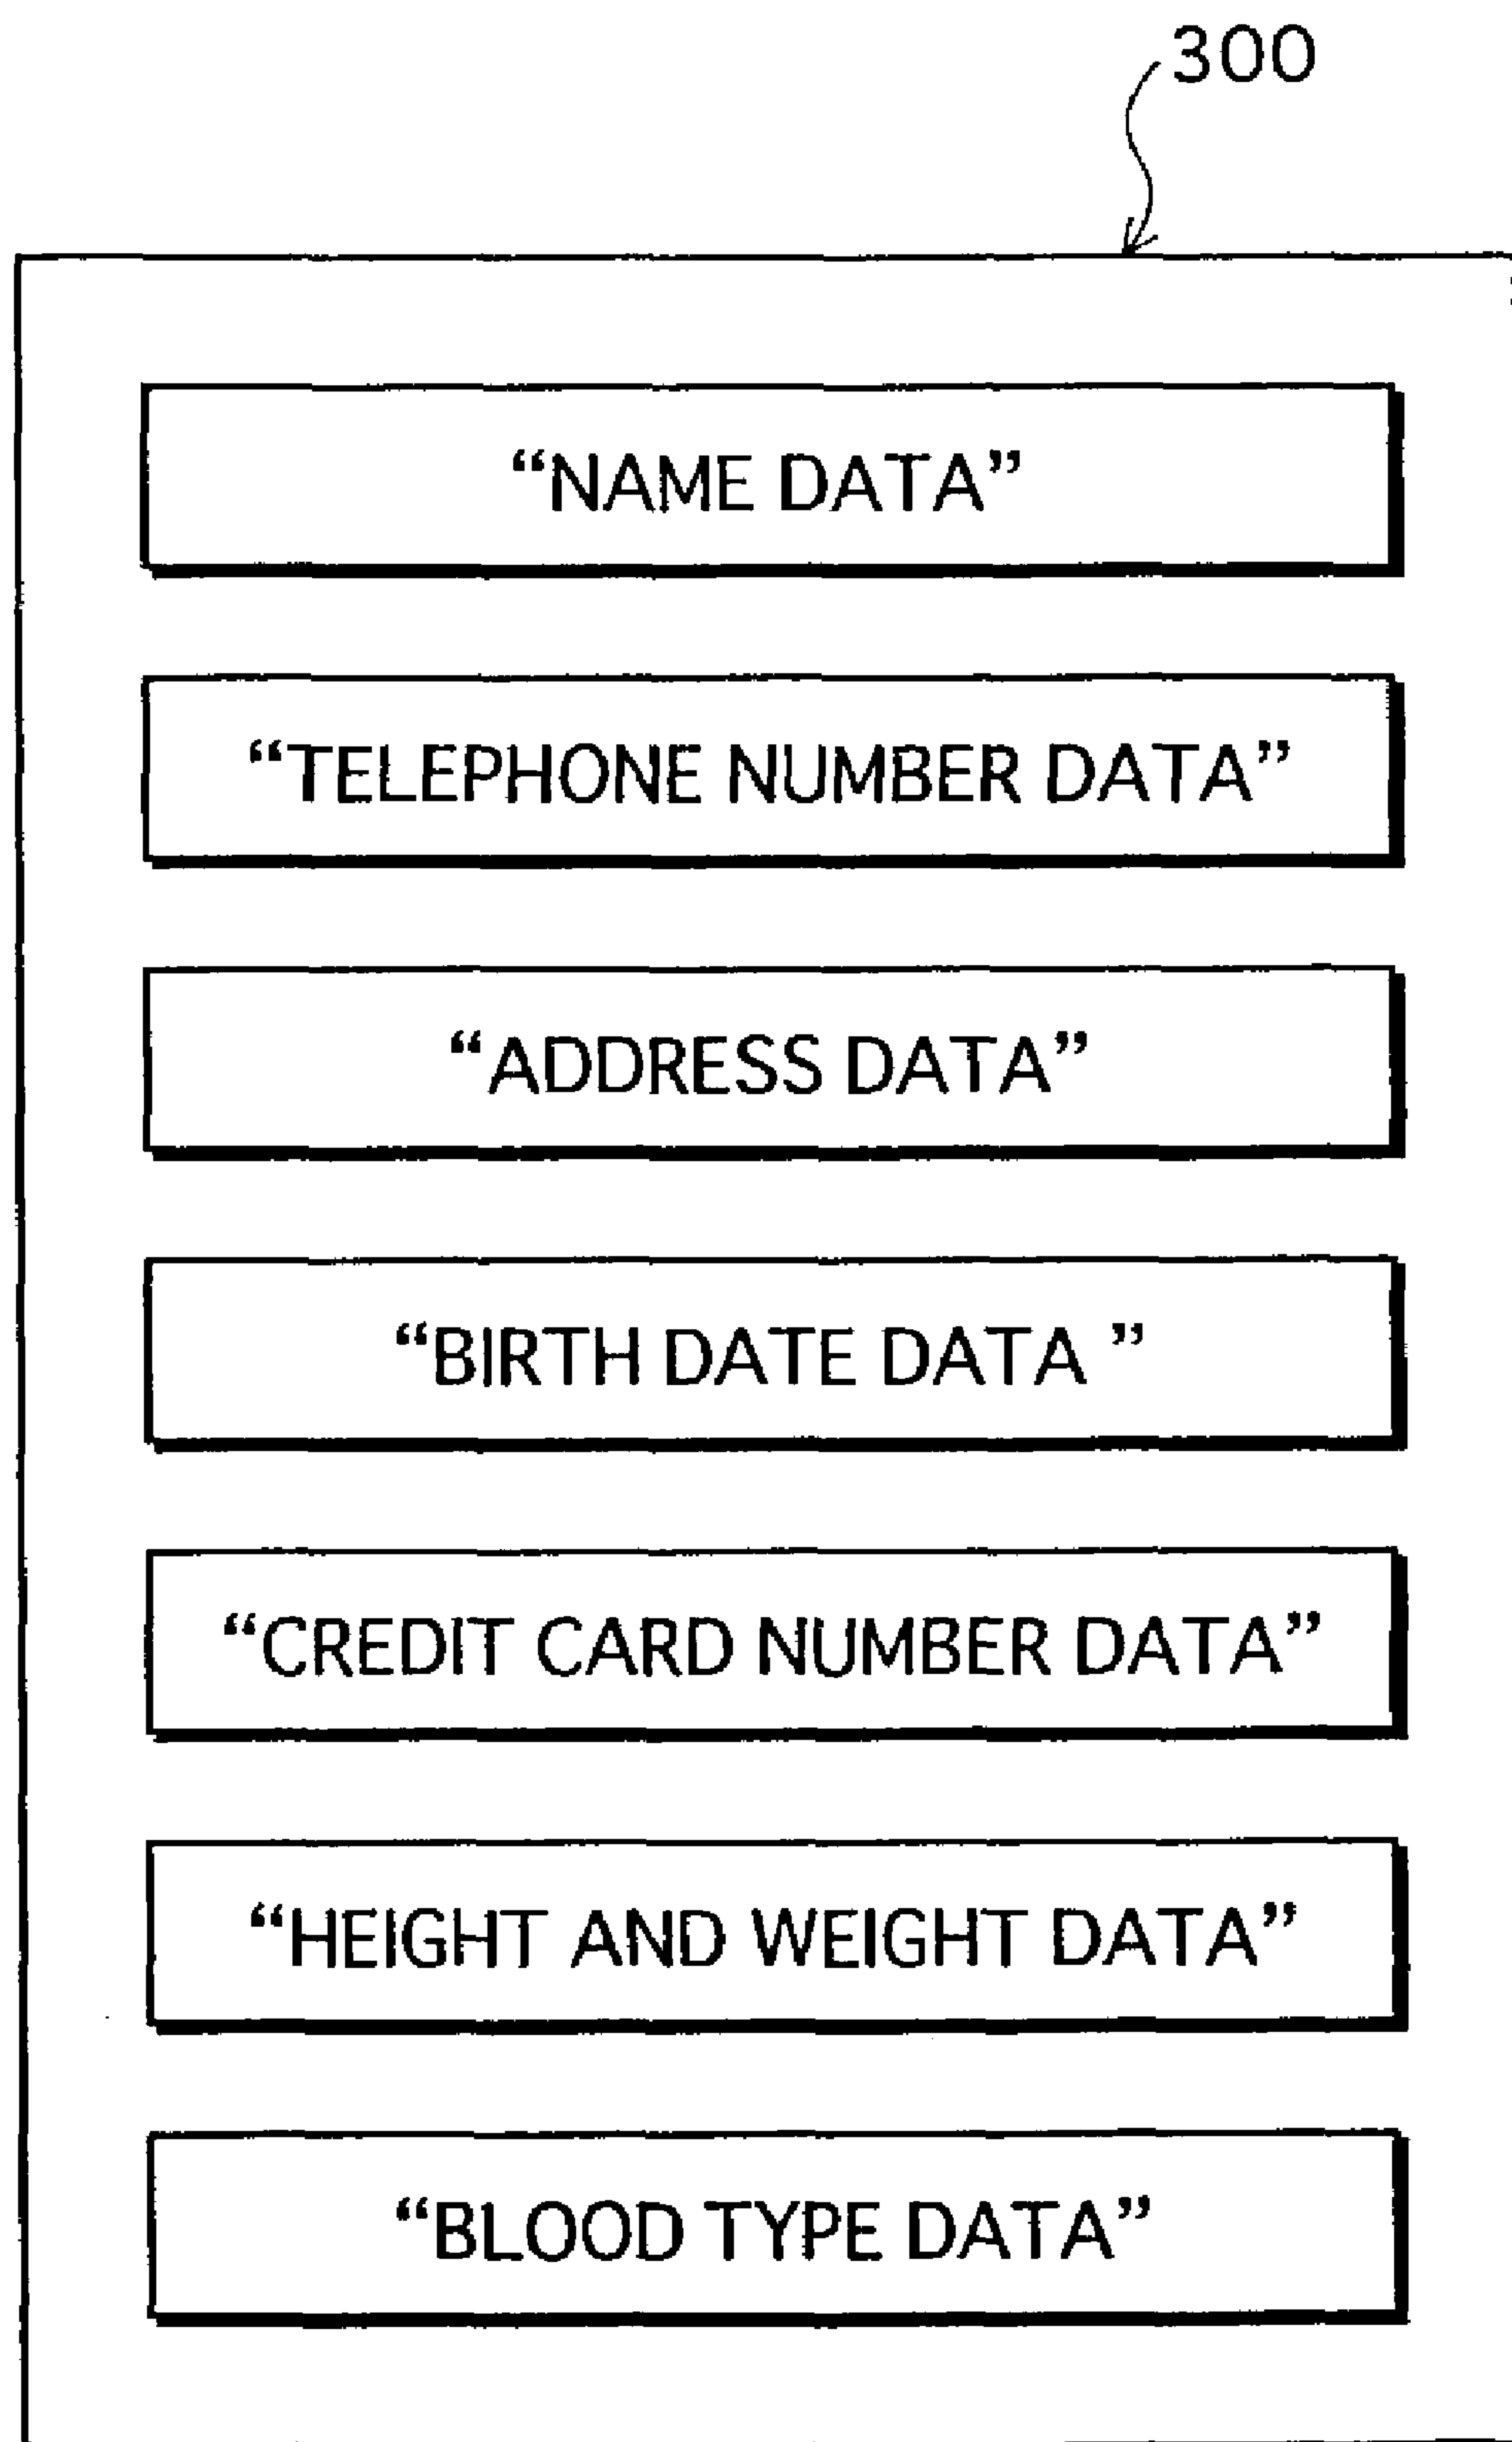 300
“NAME DATA”
“TELEPHONE NUMBER DATA”
“ADDRESS DATA”
“BIRTH DATE DATA ”
“CREDIT CARD NUMBER DATA”
“HEIGHT AND WEIGHT DATA”
“BLOOD TYPE DATA”